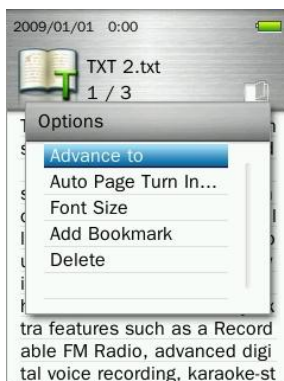 2009/01/01 0:00
TXT 2.txt
1 / 3
Options
Advance to
Auto Page Turn In...
Font Size
Add Bookmark
Delete
tra features such as a Record
able FM Radio, advanced digi
tal voice recording, karaoke-st